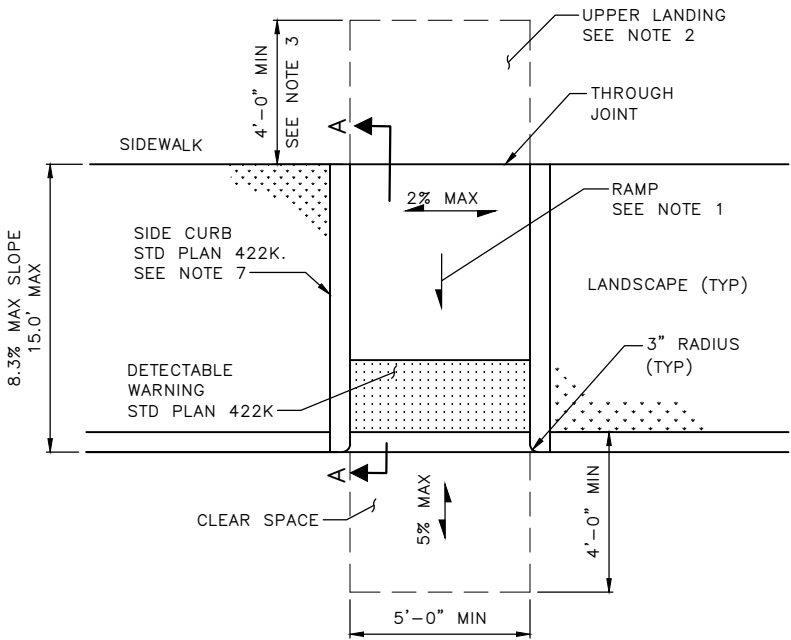 UPPER LANDING
SEE NOTE 2
4'-0" MIN
SEE NOTE 3
THROUGH
JOINT
A
SIDEWALK
2% MAX
RAMP
SEE NOTE 1
SIDE CURB
STD PLAN 422K.
SEE NOTE 7
LANDSCAPE (TYP)
8.3% MAX SLOPE
15.0' MAX
3" RADIUS
(TYP)
DETECTABLE
WARNING
STD PLAN 422K
A
CLEAR SPACE
5% MAX
4'-0" MIN
5'-0" MIN